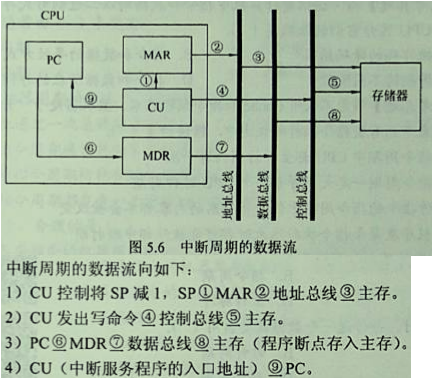 CPU
PC
MAR
②
③
①
CU
④
⑤
存储器
⑨
⑧
⑥
MDR
⑦
地址总线
数据总线
控制总线
图 5.6 中断周期的数据流
中断周期的数据流向如下:
1）CU 控制将 SP 减 1，SP①MAR②地址总线③主存。
2）CU 发出写命令④控制总线⑤主存。
3）PC⑥MDR⑦数据总线⑧主存（程序断点存入主存）。
4）CU（中断服务程序的入口地址）⑨PC。